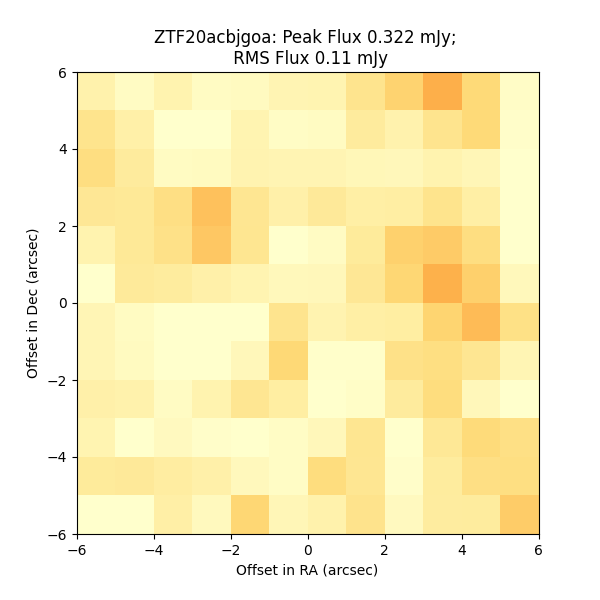 ZTF20acbjgoa: Peak Flux 0.322 mJy;
RMS Flux 0.11 mJy
6
4
2
0
−2
−4
−6
Offset in Dec (arcsec)
−6 −4 −2 0 2 4 6
Offset in RA (arcsec)